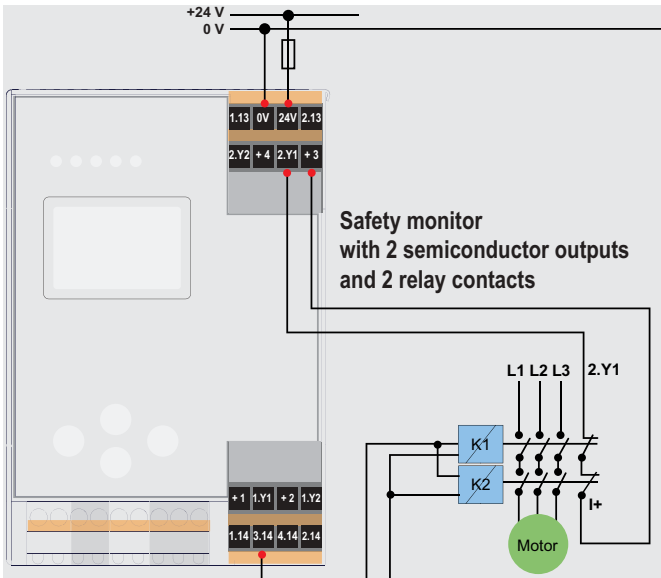 +24 V
0 V
1.13 0V 24V 2.13
2.Y2 + 4 2.Y1 + 3
Safety monitor
with 2 semiconductor outputs
and 2 relay contacts
L1 L2 L3 2.Y1
K1
K2
I+
Motor
+ 1 1.Y1 + 2 1.Y2
1.14 3.14 4.14 2.14